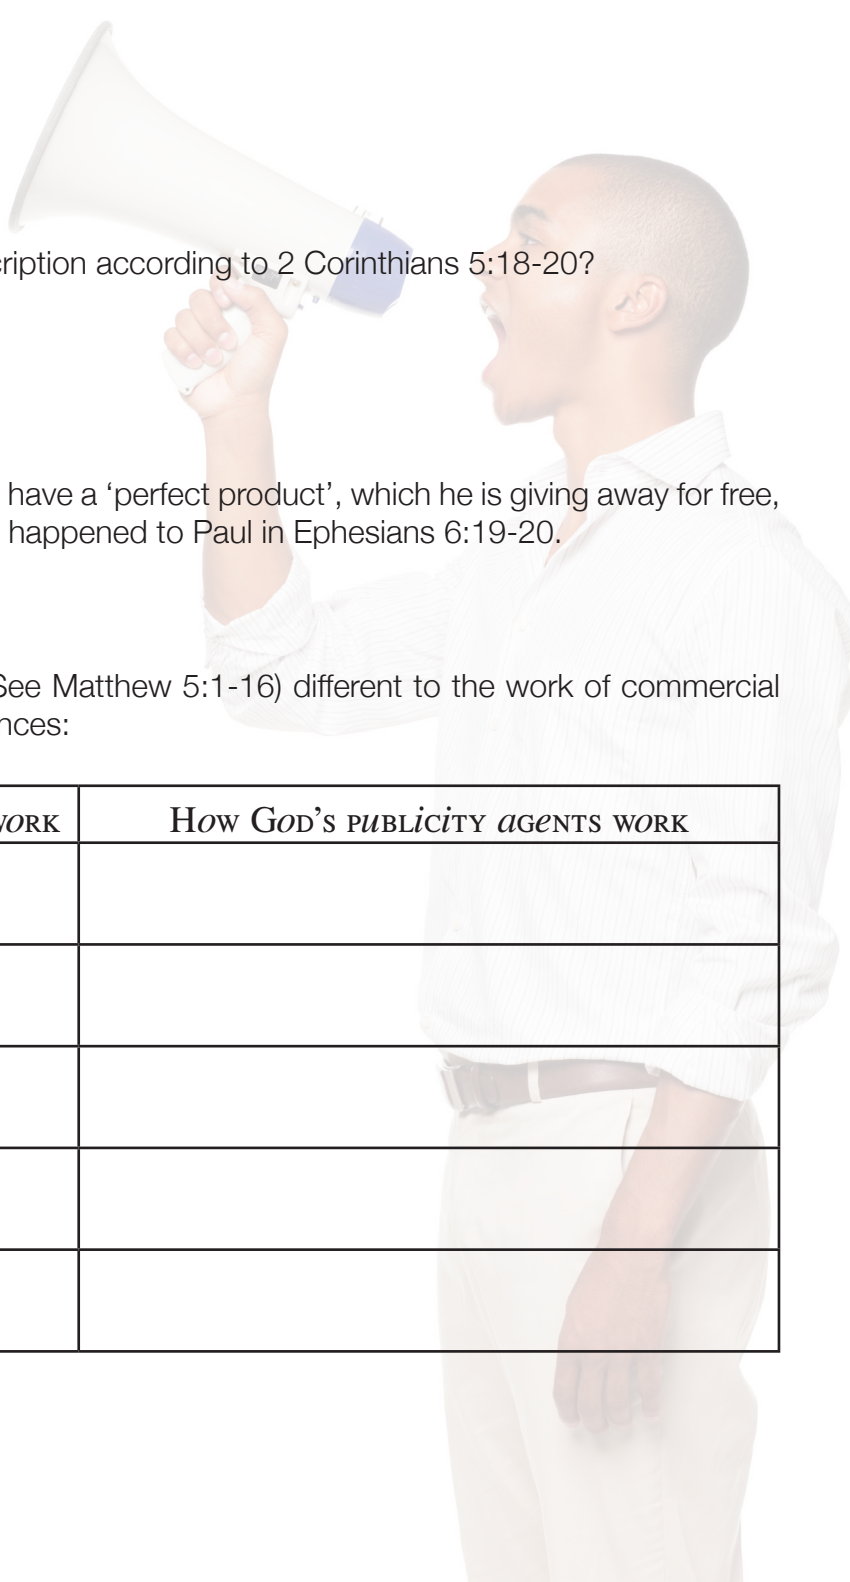 cription according to 2 Corinthians 5:18-20?
have a ‘perfect product’, which he is giving away for free,
happened to Paul in Ephesians 6:19-20.
See Matthew 5:1-16) different to the work of commercial
nces:
work How God’s publicity agents work